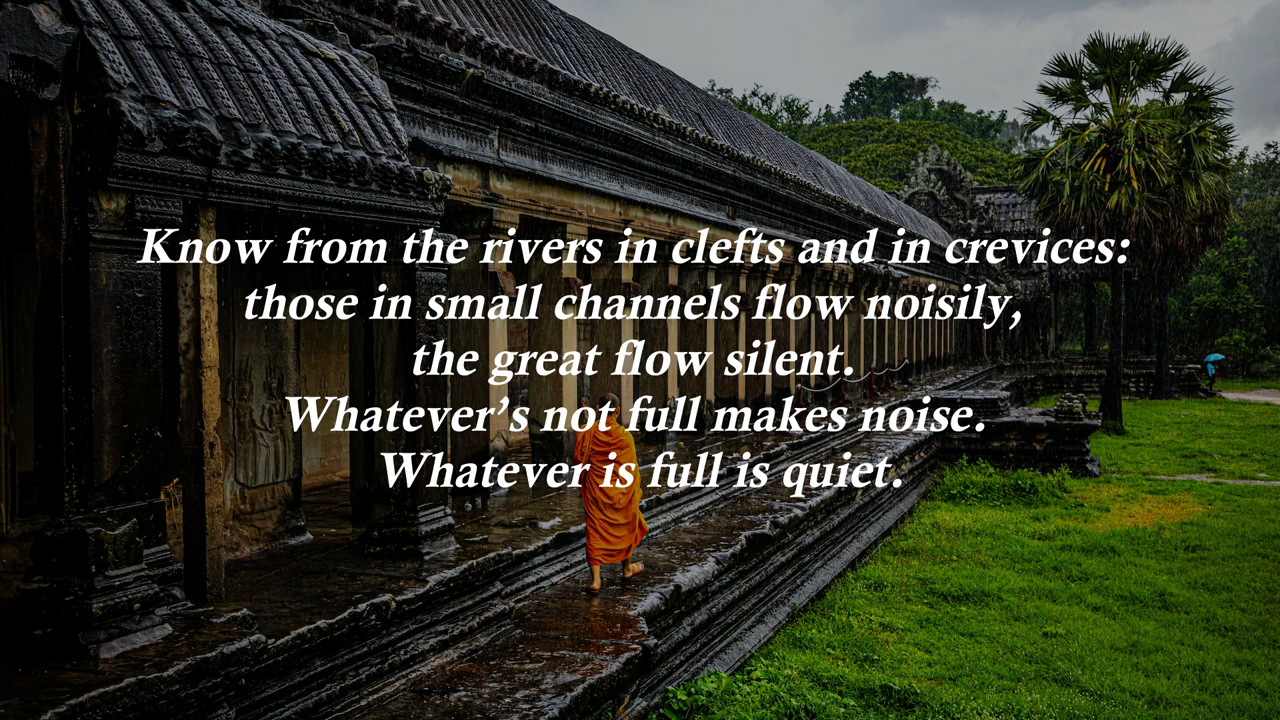 Know from the rivers in clefts and in crevices:
those in small channels flow noisily,
the great flow silent.
Whatever’s not full makes noise.
Whatever is full is quiet.